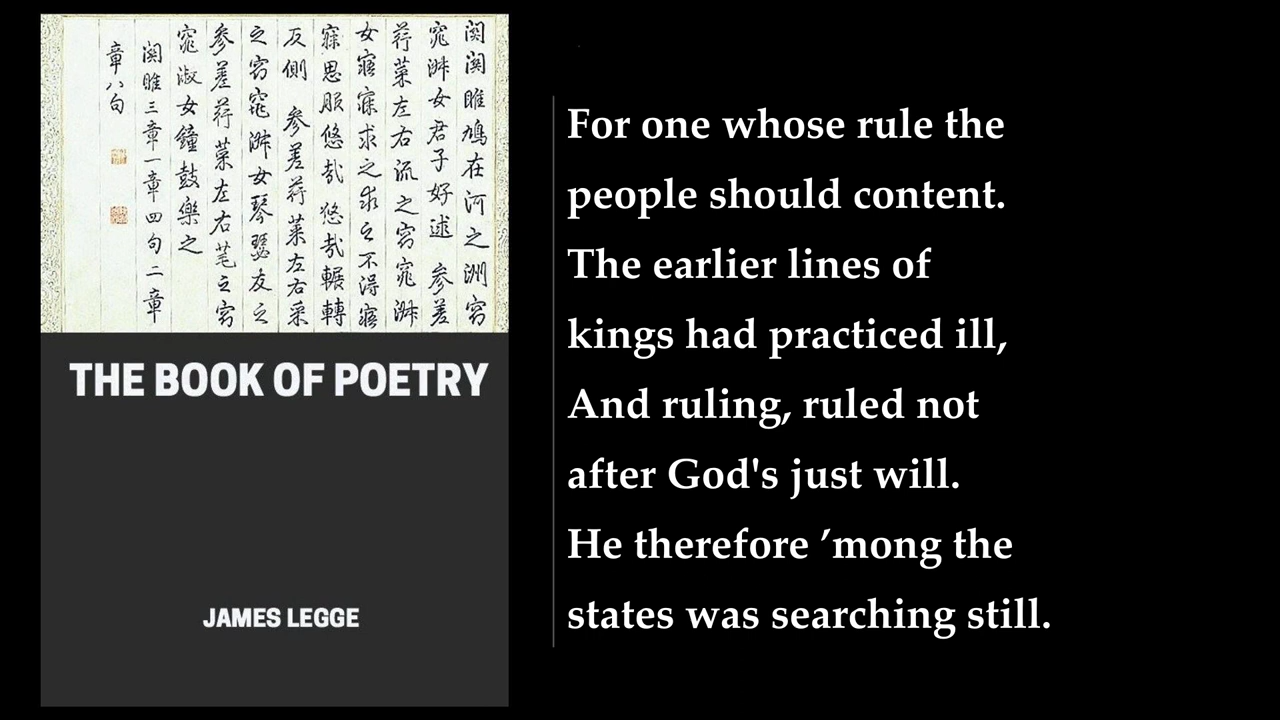 関関雎鳩在河之洲窈
窕淑女君子好逑 参差
荇菜左右流之窈窕淑
女寤寐求之求之不得寤
寐思服悠哉悠哉輾轉
反側 参差荇菜左右采
之窈窕淑女琴瑟友之
参差荇菜左右芼之窈
窕淑女鐘鼓樂之
関雎三章一章四句二章
章八句
THE BOOK OF POETRY
JAMES LEGGE
For one whose rule the
people should content.
The earlier lines of
kings had practiced ill,
And ruling, ruled not
after God's just will.
He therefore ’mong the
states was searching still.